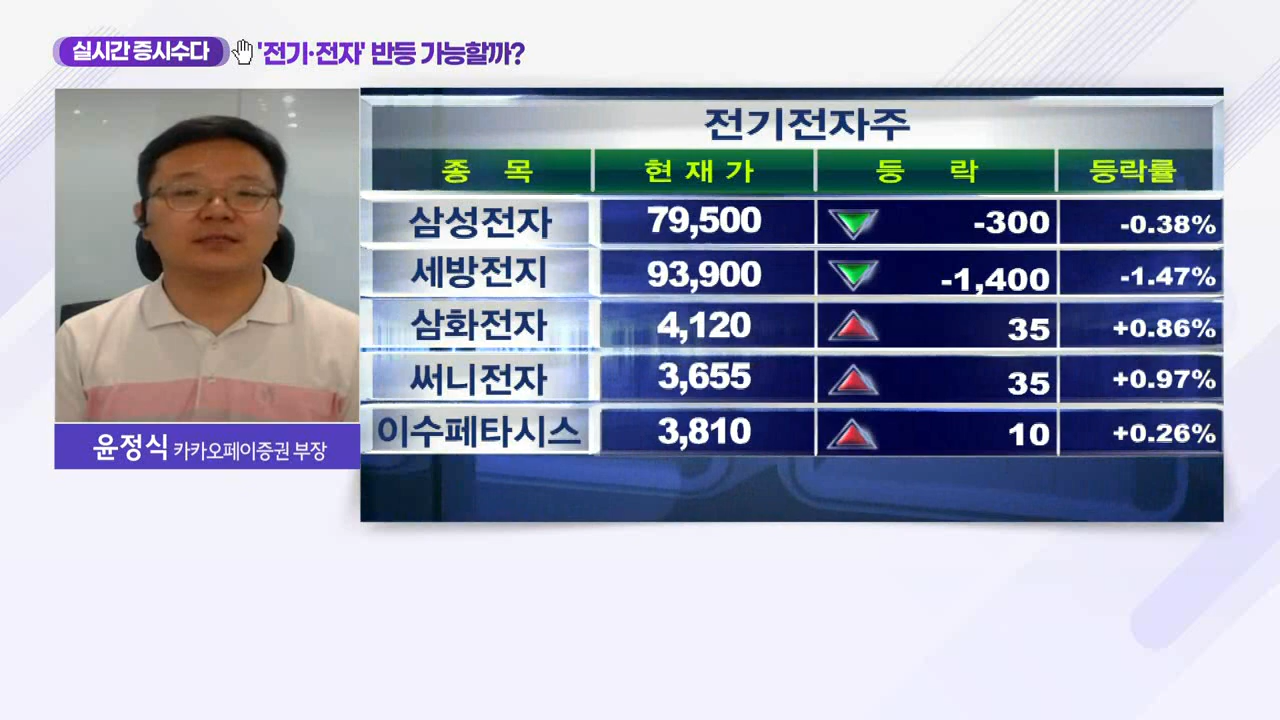 실시간 증시수다 '전기·전자' 반등 가능할까?
전기전자주
종 목 현 재 가 등 락 등락률
삼성전자 79,500 -300 -0.38%
세방전지 93,900 -1,400 -1.47%
삼화전자 4,120 35 +0.86%
써니전자 3,655 35 +0.97%
이수페타시스 3,810 10 +0.26%
윤정식 카카오페이증권 부장